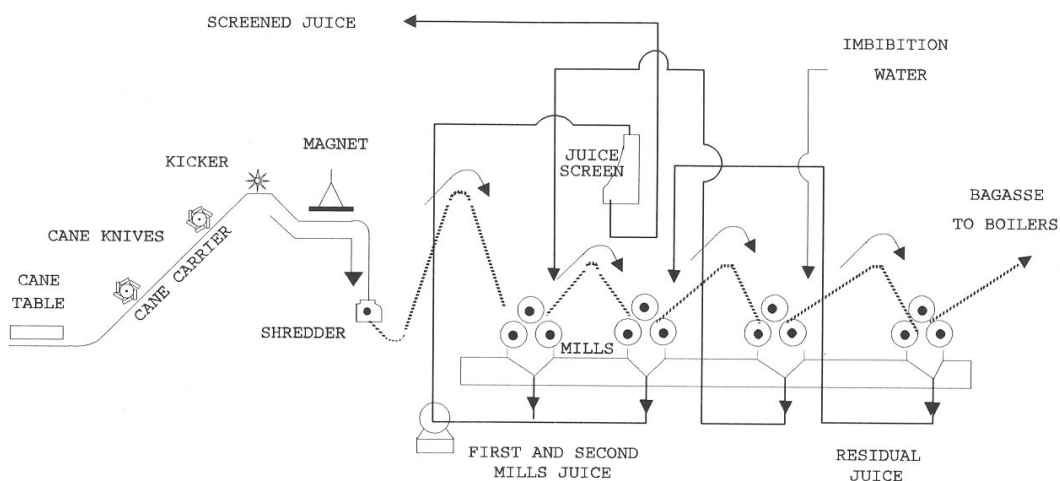 SCREENED JUICE
IMBIBITION
WATER
MAGNET
KICKER
JUICE
SCREEN
BAGASSE
TO BOILERS
CANE KNIVES
CANE CARRIER
CANE
TABLE
SHREDDER
MILLS
FIRST AND SECOND
MILLS JUICE
RESIDUAL
JUICE